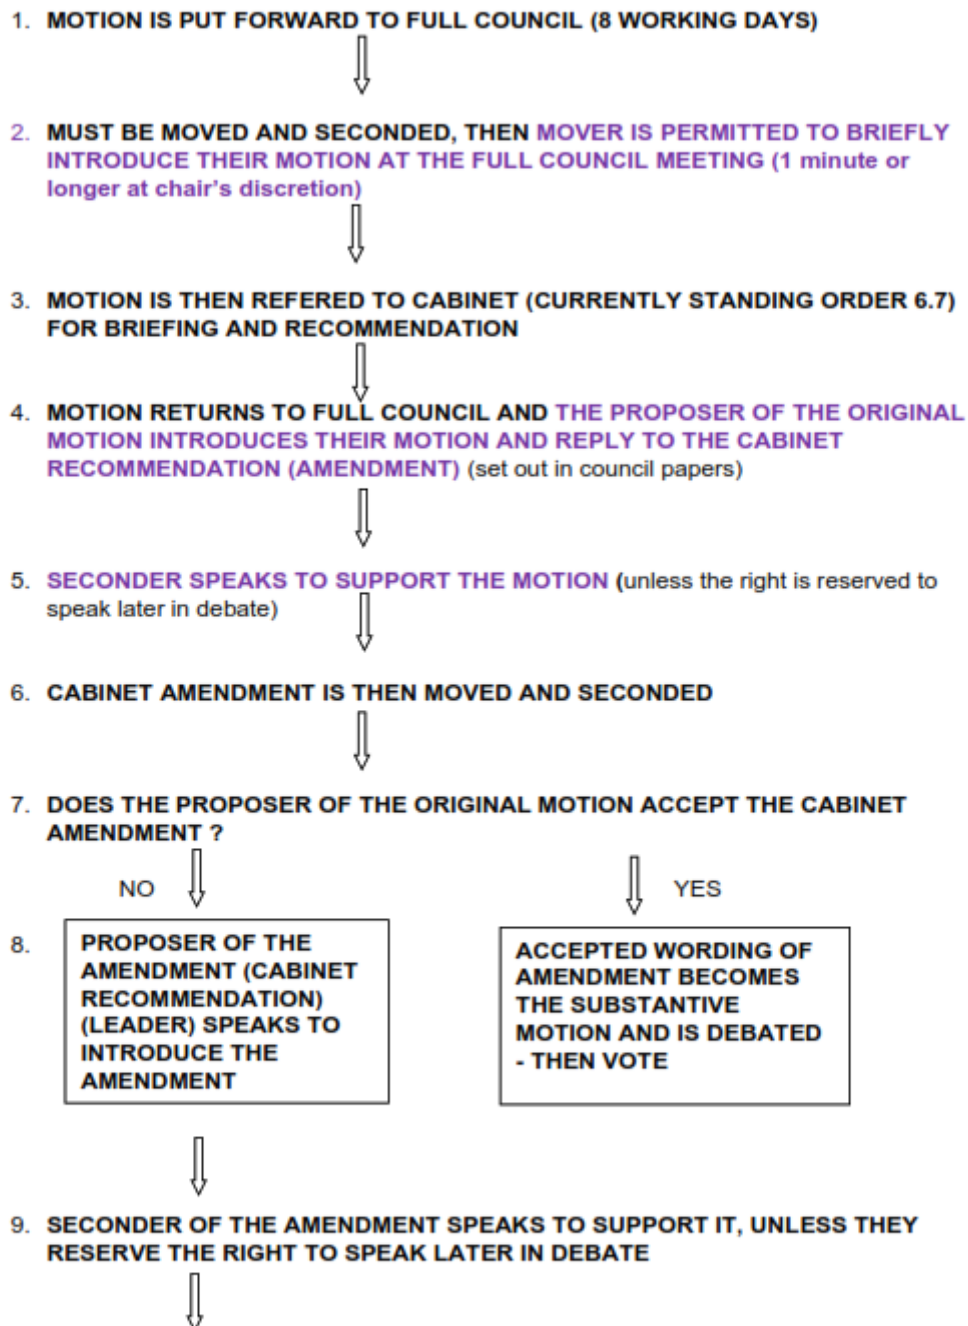 1. MOTION IS PUT FORWARD TO FULL COUNCIL (8 WORKING DAYS)
2. MUST BE MOVED AND SECONDED, THEN MOVER IS PERMITTED TO BRIEFLY
INTRODUCE THEIR MOTION AT THE FULL COUNCIL MEETING (1 minute or
longer at chair's discretion)
3. MOTION IS THEN REFERED TO CABINET (CURRENTLY STANDING ORDER 6.7)
FOR BRIEFING AND RECOMMENDATION
4. MOTION RETURNS TO FULL COUNCIL AND THE PROPOSER OF THE ORIGINAL
MOTION INTRODUCES THEIR MOTION AND REPLY TO THE CABINET
RECOMMENDATION (AMENDMENT) (set out in council papers)
5. SECONDER SPEAKS TO SUPPORT THE MOTION (unless the right is reserved to
speak later in debate)
6. CABINET AMENDMENT IS THEN MOVED AND SECONDED
7. DOES THE PROPOSER OF THE ORIGINAL MOTION ACCEPT THE CABINET
AMENDMENT ?
NO
YES
8.
PROPOSER OF THE
AMENDMENT (CABINET
RECOMMENDATION)
(LEADER) SPEAKS TO
INTRODUCE THE
AMENDMENT
ACCEPTED WORDING OF
AMENDMENT BECOMES
THE SUBSTANTIVE
MOTION AND IS DEBATED
- THEN VOTE
9. SECONDER OF THE AMENDMENT SPEAKS TO SUPPORT IT, UNLESS THEY
RESERVE THE RIGHT TO SPEAK LATER IN DEBATE